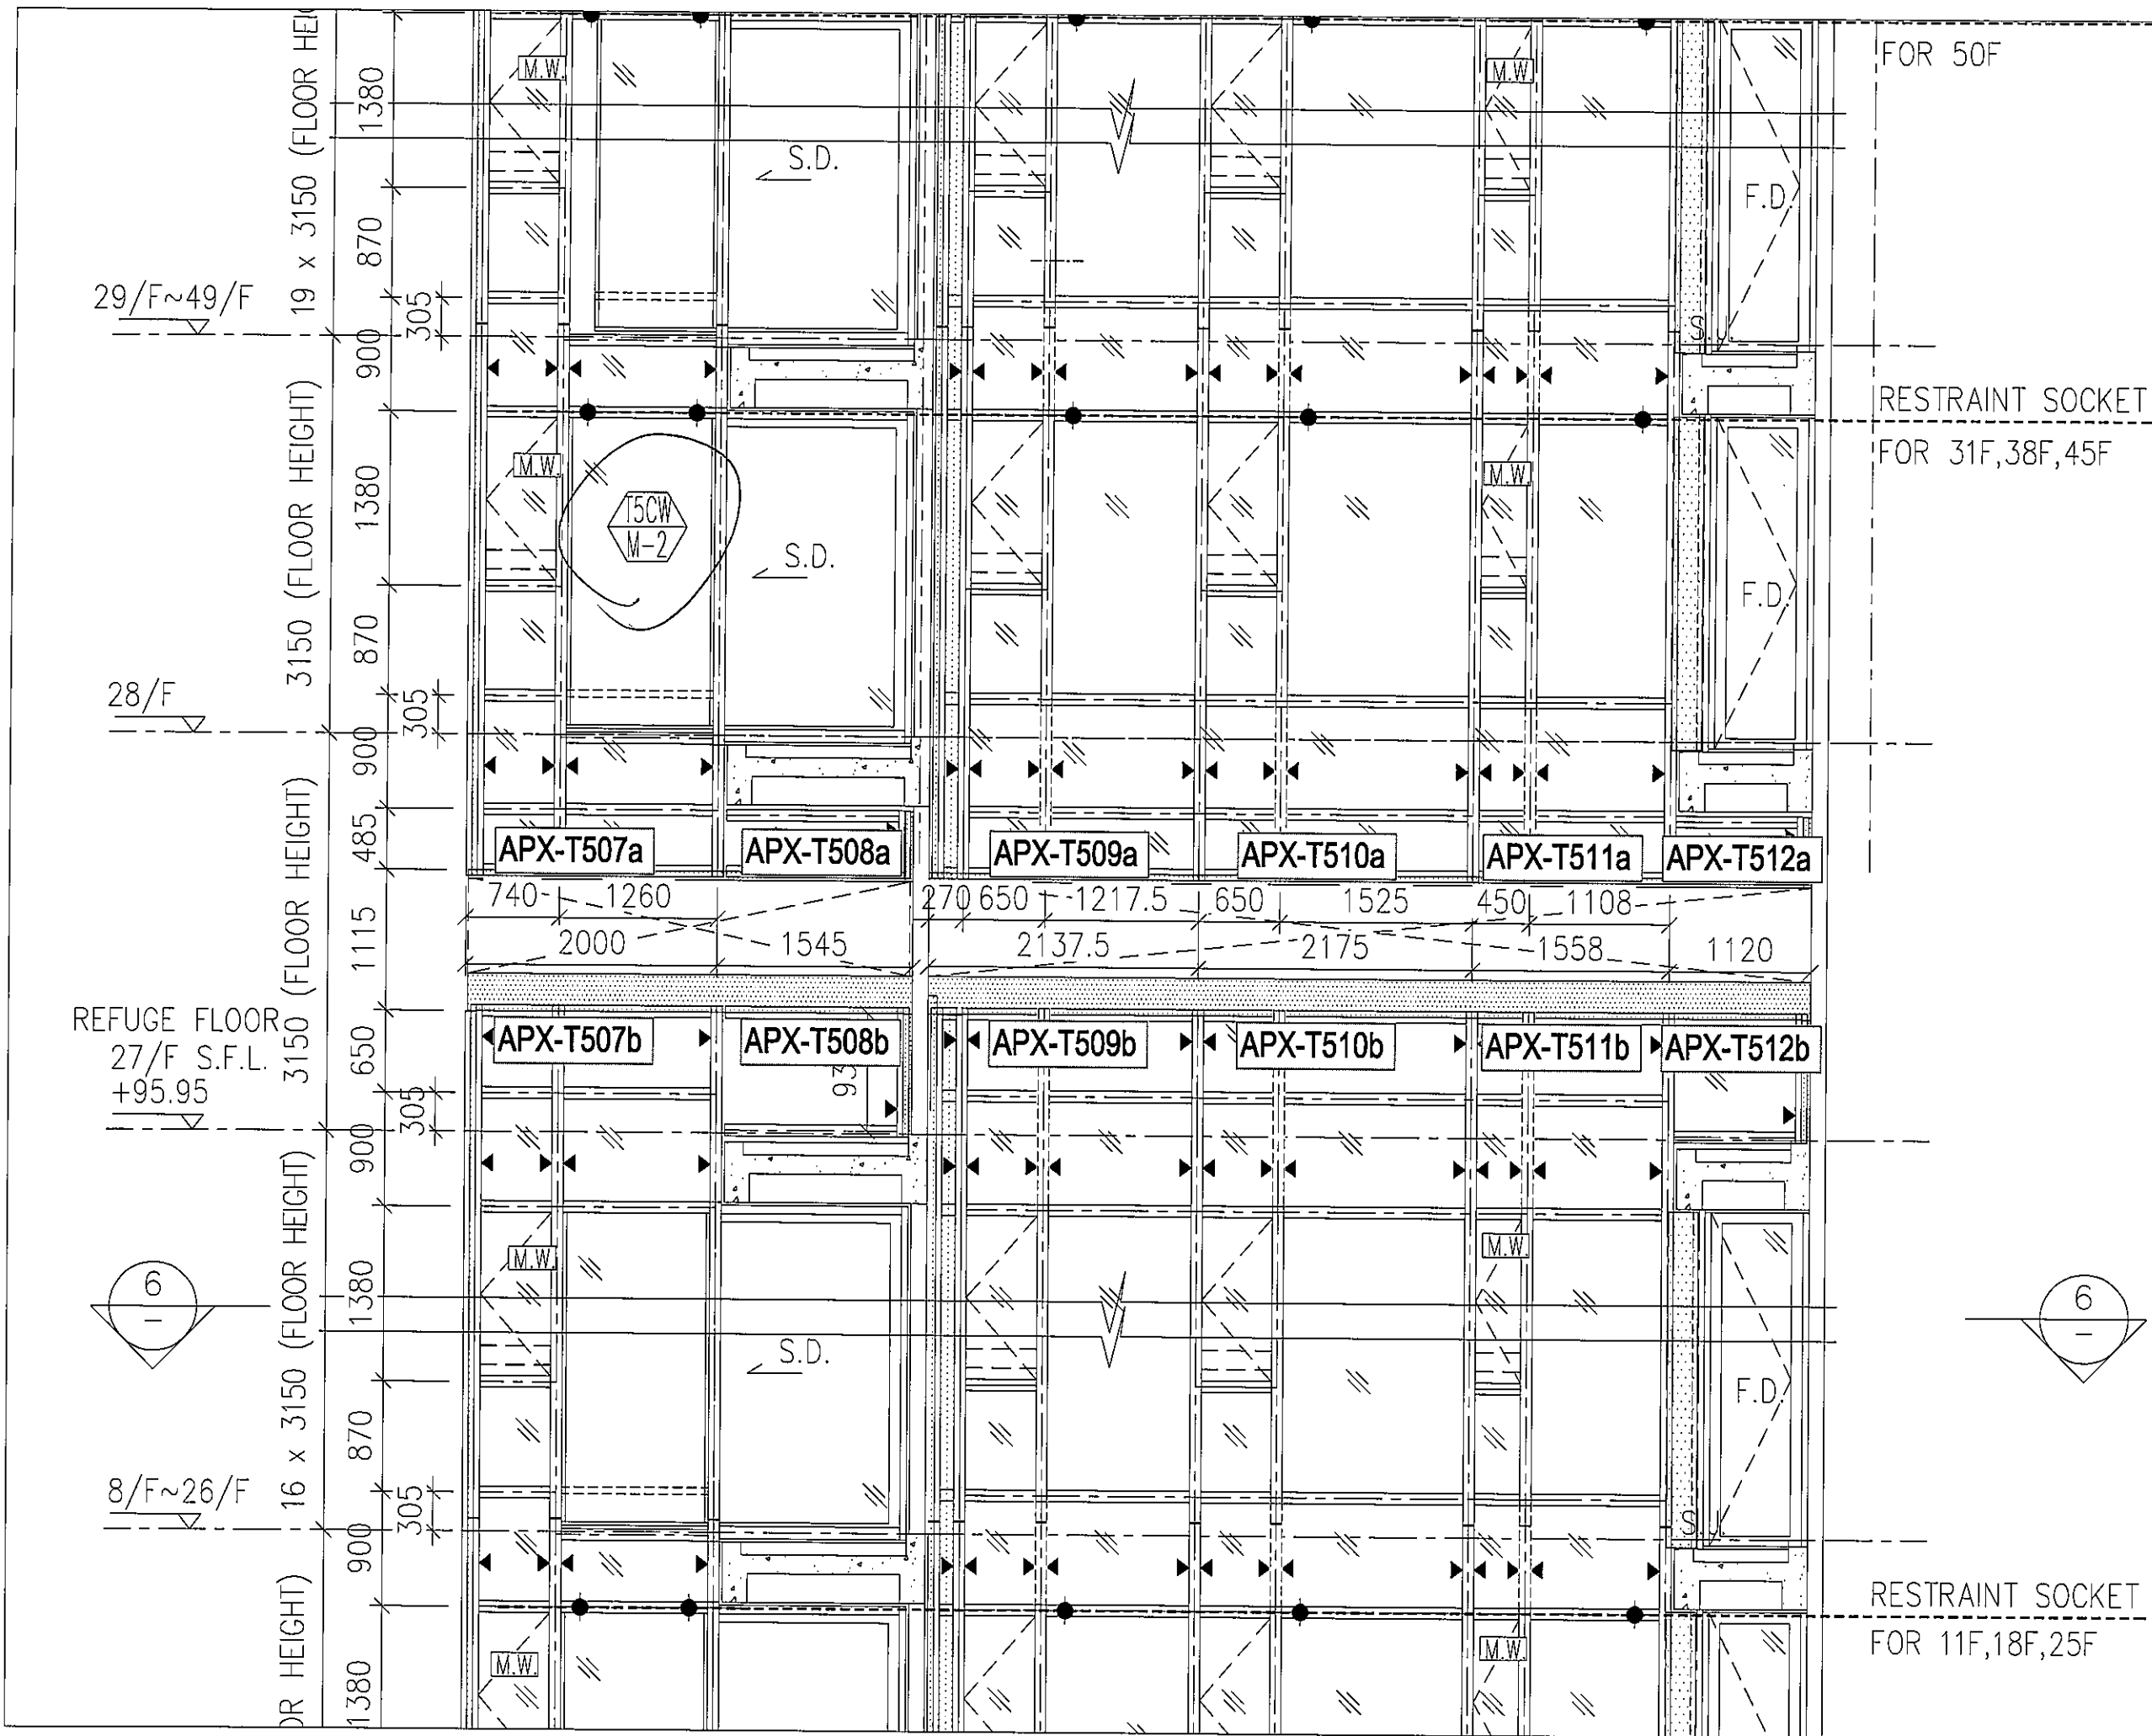 FOR 50F
19 x 3150 (FLOOR
1380
M.W.
M.W.
S.D.
F.D.
870
29/F~49/F
305
S
900
RESTRAINT SOCKET
FOR 31F,38F,45F
3150 (FLOOR HEIGHT)
M.W.
M.W.
1380
T5CW
M-2
S.D.
F.D.
870
28/F
305
900
3150 (FLOOR HEIGHT)
485
APX-T507a
APX-T508a
APX-T509a
APX-T510a
APX-T511a
APX-T512a
740
1260
270
650
1217.5
650
1525
450
1108
1115
2000
1545
2137.5
2175
1558
1120
REFUGE FLOOR
27/F S.F.L.
+95.95
650
APX-T507b
APX-T508b
APX-T509b
APX-T510b
APX-T511b
APX-T512b
93
305
900
16 x 3150 (FLOOR HEIGHT)
M.W.
M.W.
6
-
1380
6
-
S.D.
F.D.
870
8/F~26/F
305
900
RESTRAINT SOCKET
FOR 11F,18F,25F
OR HEIGHT)
M.W.
M.W.
1380